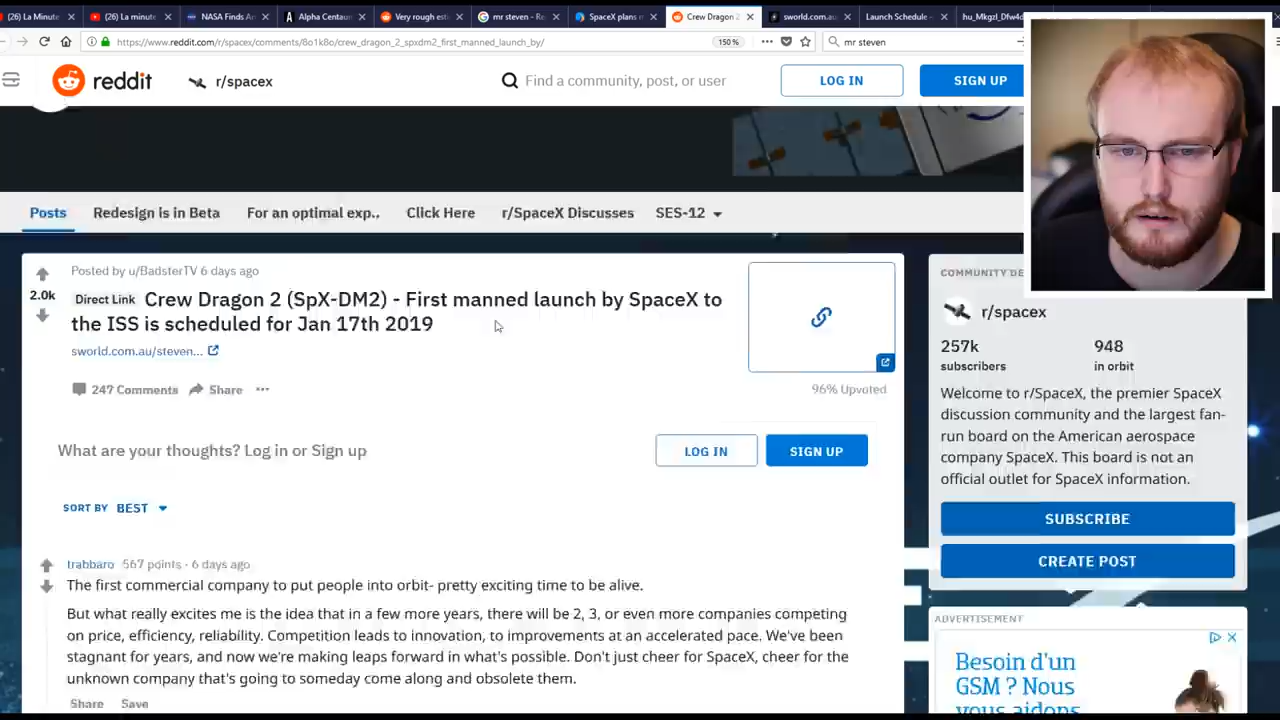 (26) La Minute
(26) La minute
NASA Finds An
Alpha Centaur
Very rough esti
mr steven - Re
SpaceX plans n
Crew Dragon 2
sworld.com.au/
Launch Schedule
hu_Mkgzl_Dfw4d
https://www.reddit.com/r/spacex/comments/8o1k8o/crew_dragon_2_spxdm2_first_manned_launch_by/
150%
mr steven
reddit
r/spacex
Find a community, post, or user
LOG IN
SIGN UP
Posts
Redesign is in Beta
For an optimal exp..
Click Here
r/SpaceX Discusses
SES-12
Posted by u/BadsterTV 6 days ago
2.0k
Direct Link Crew Dragon 2 (SpX-DM2) - First manned launch by SpaceX to
the ISS is scheduled for Jan 17th 2019
sworld.com.au/steven...
247 Comments Share ...
96% Upvoted
What are your thoughts? Log in or Sign up
LOG IN
SIGN UP
SORT BY BEST
trabbaro 567 points · 6 days ago
The first commercial company to put people into orbit- pretty exciting time to be alive.
But what really excites me is the idea that in a few more years, there will be 2, 3, or even more companies competing
on price, efficiency, reliability. Competition leads to innovation, to improvements at an accelerated pace. We've been
stagnant for years, and now we're making leaps forward in what's possible. Don't just cheer for SpaceX, cheer for the
unknown company that's going to someday come along and obsolete them.
Share Save
COMMUNITY DE
r/spacex
257k 948
subscribers in orbit
Welcome to r/SpaceX, the premier SpaceX
discussion community and the largest fan-
run board on the American aerospace
company SpaceX. This board is not an
official outlet for SpaceX information.
SUBSCRIBE
CREATE POST
ADVERTISEMENT
Besoin d'un
GSM ? Nous
vous aidons